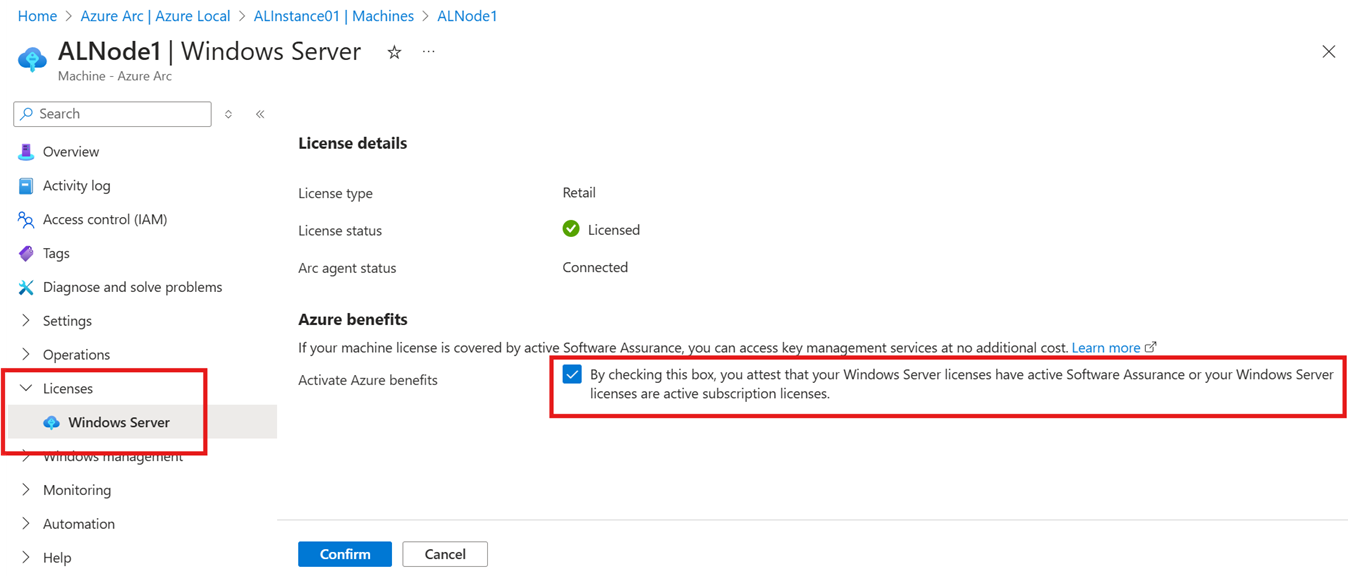 Home > Azure Arc | Azure Local > ALInstance01 | Machines > ALNode1
ALNode1 | Windows Server
Machine - Azure Arc
Search
Overview
Activity log
Access control (IAM)
Tags
Diagnose and solve problems
Settings
Operations
Licenses
Windows Server
Windows management
Monitoring
Automation
Help
License details
License type Retail
License status Licensed
Arc agent status Connected
Azure benefits
If your machine license is covered by active Software Assurance, you can access key management services at no additional cost. Learn more
Activate Azure benefits By checking this box, you attest that your Windows Server licenses have active Software Assurance or your Windows Server
licenses are active subscription licenses.
Confirm Cancel